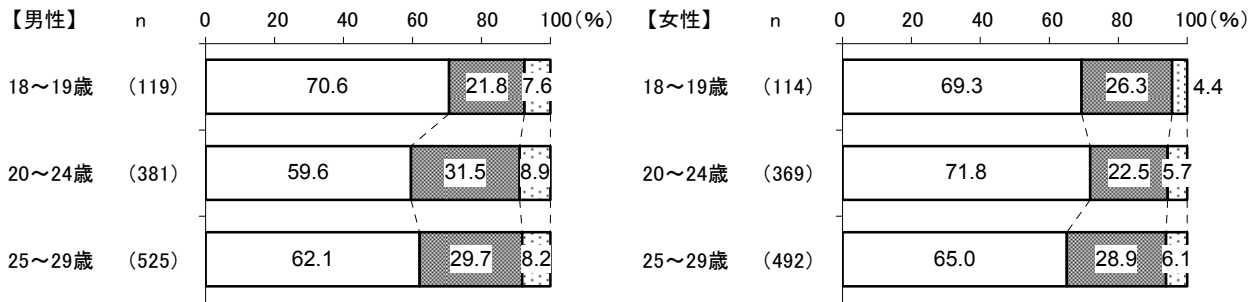 【男性】 n 0 20 40 60 80 100(%)
18～19歳 (119) 70.6 21.8 7.6
20～24歳 (381) 59.6 31.5 8.9
25～29歳 (525) 62.1 29.7 8.2
【女性】 n 0 20 40 60 80 100(%)
18～19歳 (114) 69.3 26.3 4.4
20～24歳 (369) 71.8 22.5 5.7
25～29歳 (492) 65.0 28.9 6.1